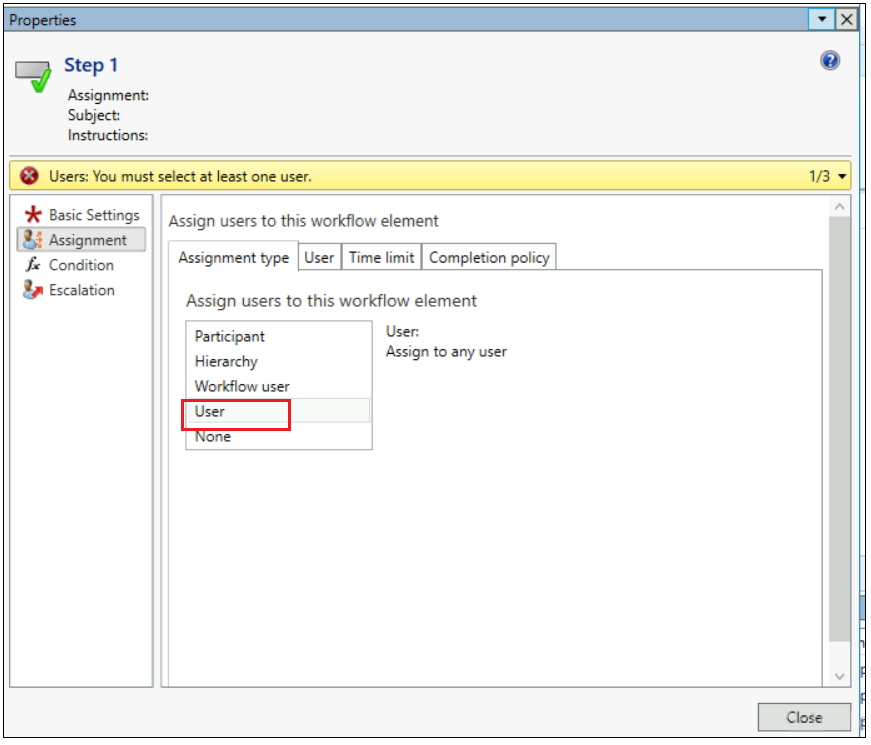 Properties
Step 1
Assignment:
Subject:
Instructions:
Users: You must select at least one user.
1/3
Basic Settings
Assignment
Condition
Escalation
Assign users to this workflow element
Assignment type
User
Time limit
Completion policy
Assign users to this workflow element
Participant
Hierarchy
Workflow user
User
None
User:
Assign to any user
Close